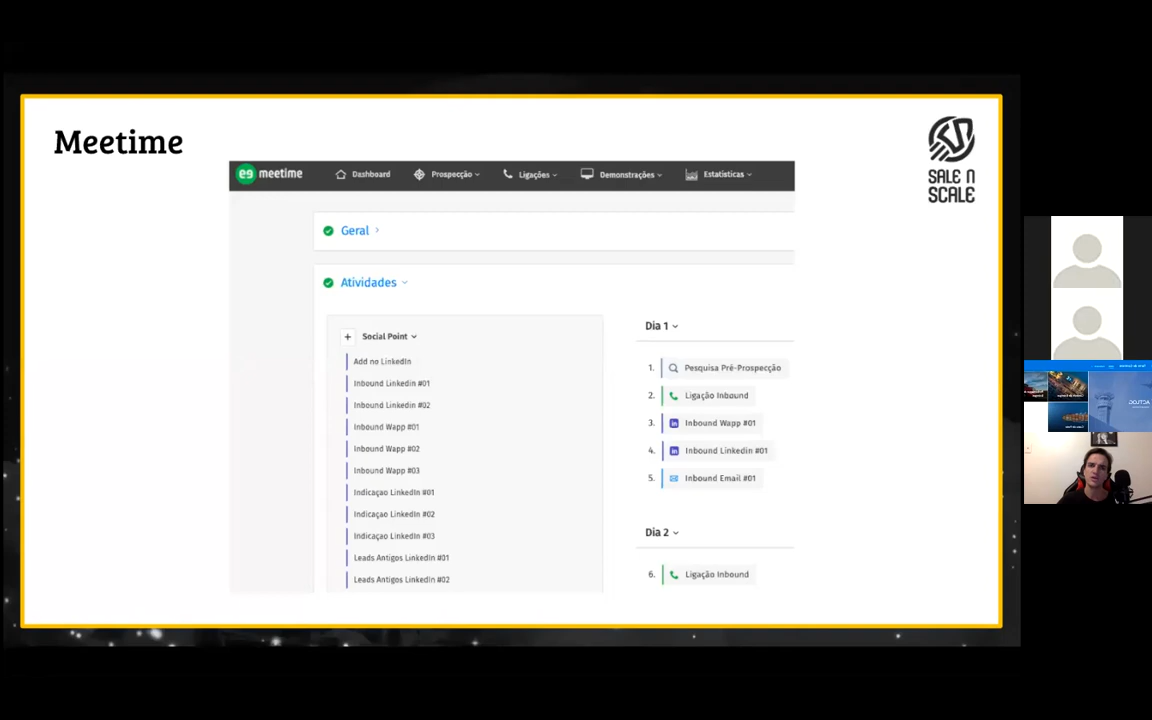 Meetime
SALE N
SCALE
meetime
Dashboard
Prospecção
Ligações
Demonstrações
Estatísticas
Geral
Atividades
Social Point
Add no LinkedIn
Inbound Linkedin #01
Inbound Linkedin #02
Inbound Wapp #01
Inbound Wapp #02
Inbound Wapp #03
Indicaçao LinkedIn #01
Indicaçao LinkedIn #02
Indicaçao LinkedIn #03
Leads Antigos LinkedIn #01
Leads Antigos LinkedIn #02
Dia 1
1. Pesquisa Pré-Prospecção
2. Ligação Inbound
3. Inbound Wapp #01
4. Inbound Linkedin #01
5. Inbound Email #01
Dia 2
6. Ligação Inbound